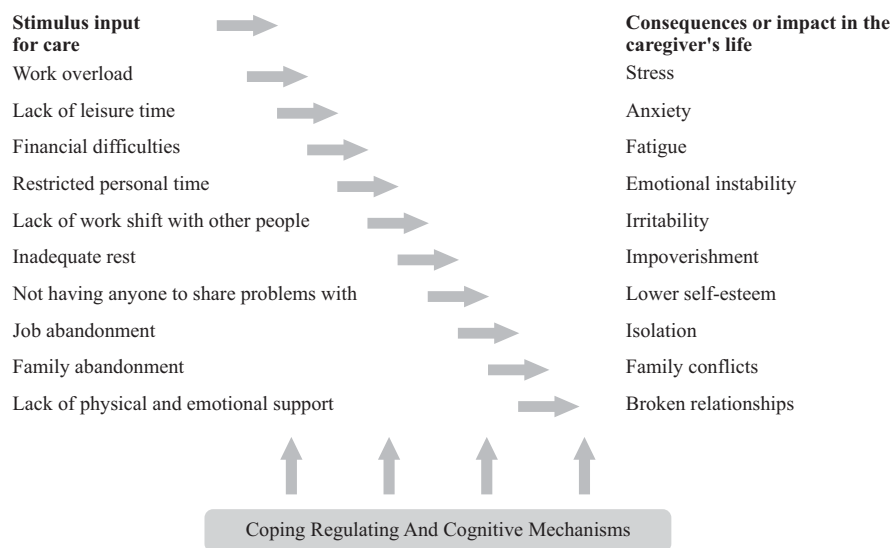 Stimulus input
for care
Consequences or impact in the
caregiver's life
Work overload
Stress
Lack of leisure time
Anxiety
Financial difficulties
Fatigue
Restricted personal time
Emotional instability
Lack of work shift with other people
Irritability
Inadequate rest
Impoverishment
Not having anyone to share problems with
Lower self-esteem
Job abandonment
Isolation
Family abandonment
Family conflicts
Lack of physical and emotional support
Broken relationships
Coping Regulating And Cognitive Mechanisms